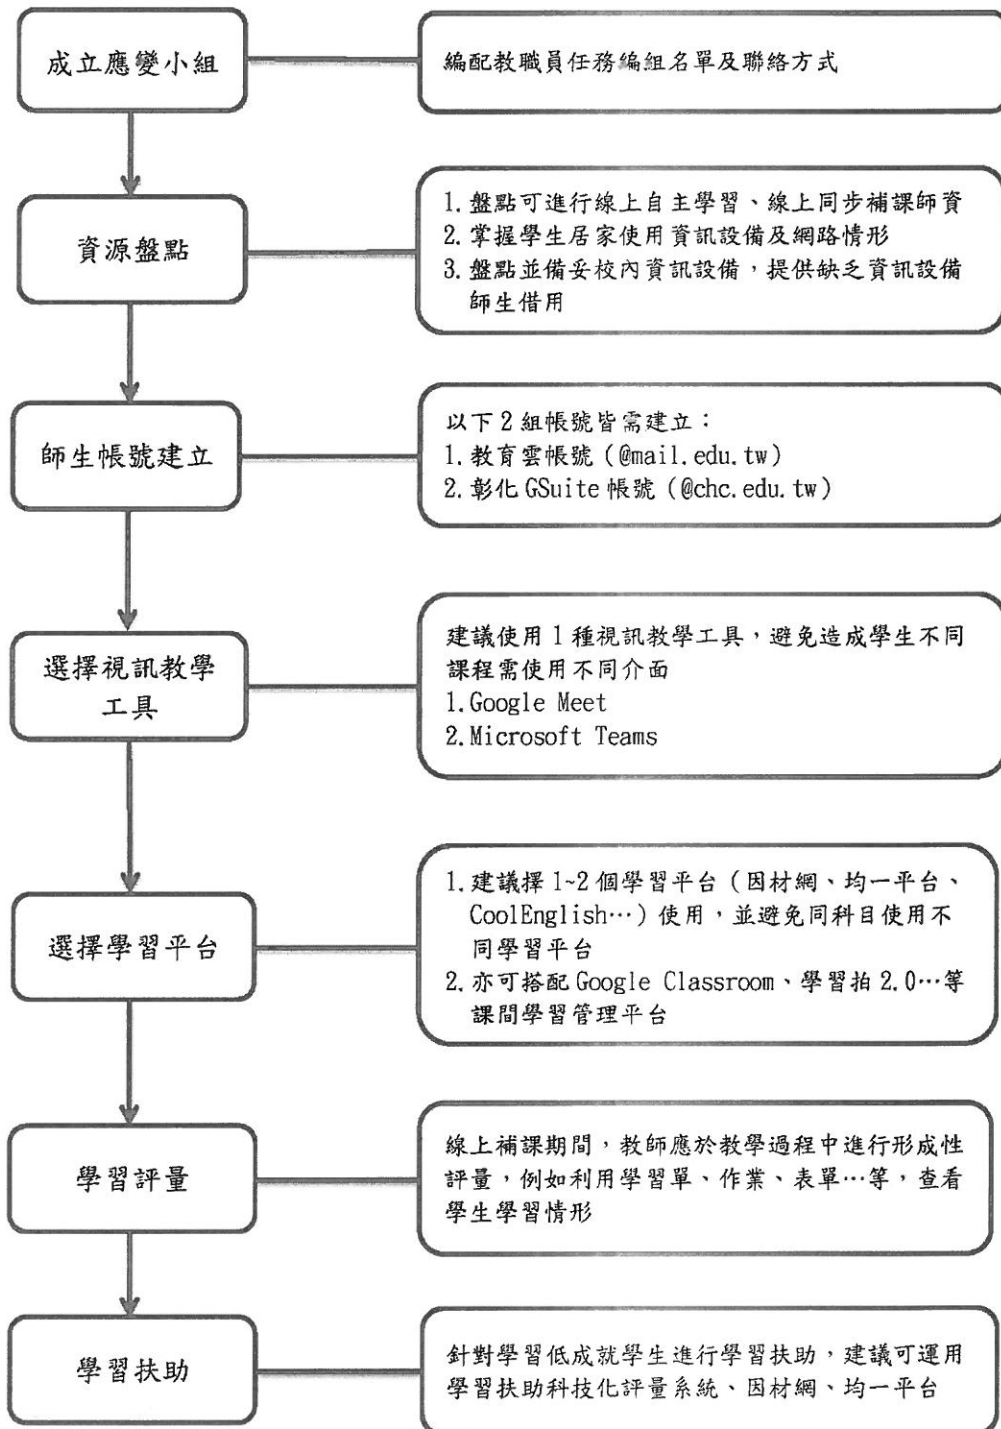 成立應變小組
編配教職員任務編組名單及聯絡方式
資源盤點
1.盤點可進行線上自主學習、線上同步補課師資
2.掌握學生居家使用資訊設備及網路情形
3.盤點並備妥校內資訊設備,提供缺乏資訊設備
師生借用
師生帳號建立
以下2組帳號皆需建立:
1.教育雲帳號(@mail.edu.tw)
2.彰化GSuite帳號(@chc.edu.tw)
選擇視訊教學
工具
建議使用1種視訊教學工具,避免造成學生不同
課程需使用不同介面
1.Google Meet
2.Microsoft Teams
選擇學習平台
1.建議擇1~2個學習平台(因材網、均一平台、
CoolEnglish…)使用,並避免同科目使用不
同學習平台
2.亦可搭配Google Classroom、學習拍2.0…等
課間學習管理平台
學習評量
線上補課期間,教師應於教學過程中進行形成性
評量,例如利用學習單、作業、表單…等,查看
學生學習情形
學習扶助
針對學習低成就學生進行學習扶助,建議可運用
學習扶助科技化評量系統、因材網、均一平台